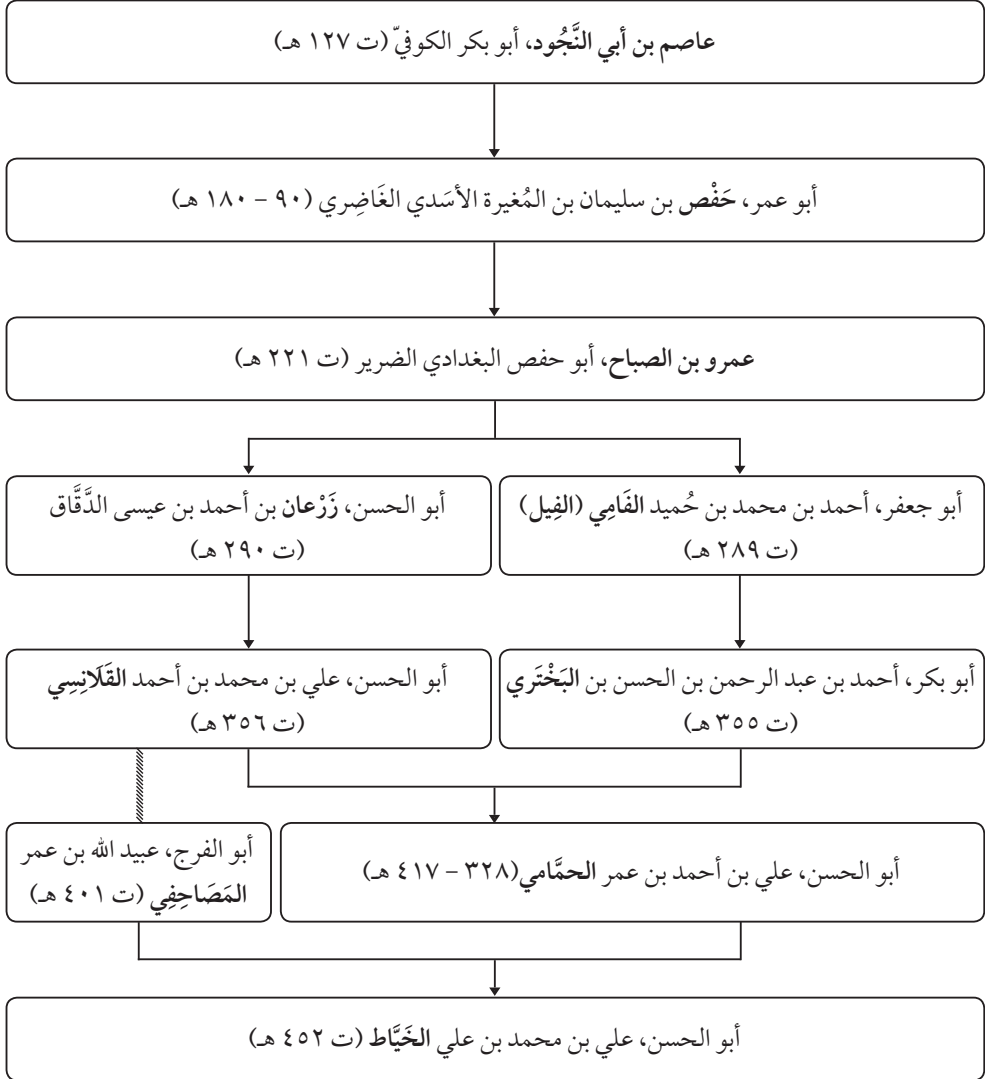 عاصم بن أبي النَّجُود، أبو بكر الكوفيّ (ت ١٢٧ هـ)
أبو عمر، حَفْص بن سليمان بن المُغيرة الأسَدي الغَاضِري (٩٠ – ١٨٠ هـ)
عمرو بن الصباح، أبو حفص البغدادي الضرير (ت ٢٢١ هـ)
أبو جعفر، أحمد بن محمد بن حُميد الفَامِي (الفِيل)
(ت ٢٨٩ هـ)
أبو الحسن، زَرْعان بن أحمد بن عيسى الدَّقَّاق
(ت ٢٩٠ هـ)
أبو بكر، أحمد بن عبد الرحمن بن الحسن بن البَخْتَري
(ت ٣٥٥ هـ)
أبو الحسن، علي بن محمد بن أحمد القَلَانِسِي
(ت ٣٥٦ هـ)
أبو الحسن، علي بن أحمد بن عمر الحمَّامي(٣٢٨ – ٤١٧ هـ)
أبو الفرج، عبيد الله بن عمر
المَصَاحِفِي (ت ٤٠١ هـ)
أبو الحسن، علي بن محمد بن علي الخَيَّاط (ت ٤٥٢ هـ)